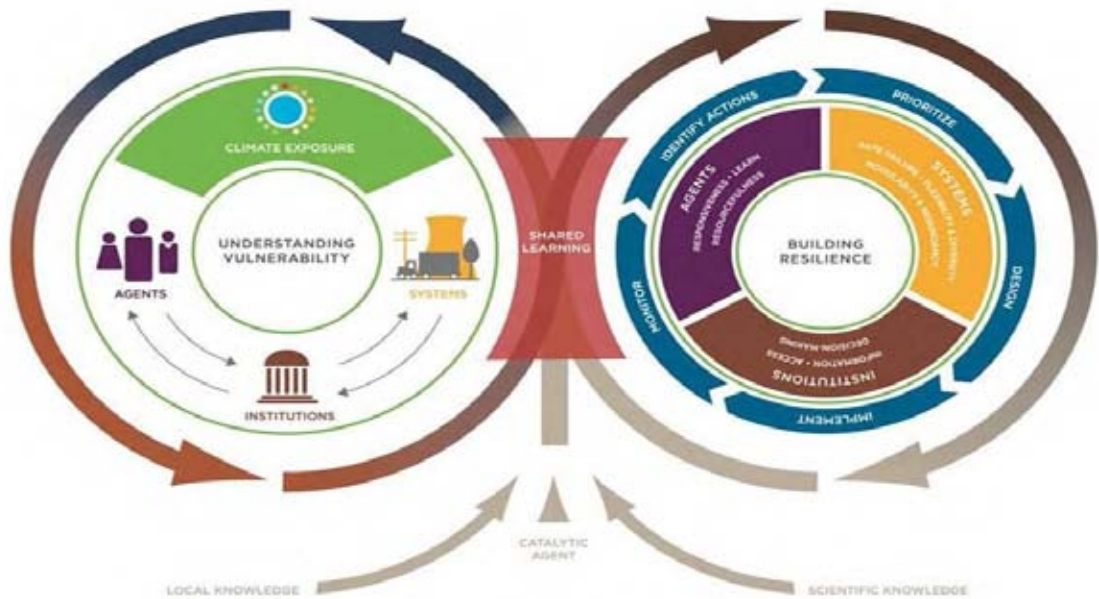 CLIMATE EXPOSURE
UNDERSTANDING
VULNERABILITY
AGENTS
SYSTEMS
INSTITUTIONS
SHARED
LEARNING
IDENTIFY ACTIONS
PRIORITIZE
DESIGN
IMPLEMENT
MONITOR
AGENTS
RESPONSIVENESS • LEARN
RESOURCEFULNESS
SYSTEMS
SAFE FAILURE • FLEXIBILITY & DIVERSITY
MODULARITY & REDUNDANCY
BUILDING
RESILIENCE
INSTITUTIONS
INFORMATION • ACCESS
DECISION-MAKING
CATALYTIC
AGENT
LOCAL KNOWLEDGE
SCIENTIFIC KNOWLEDGE